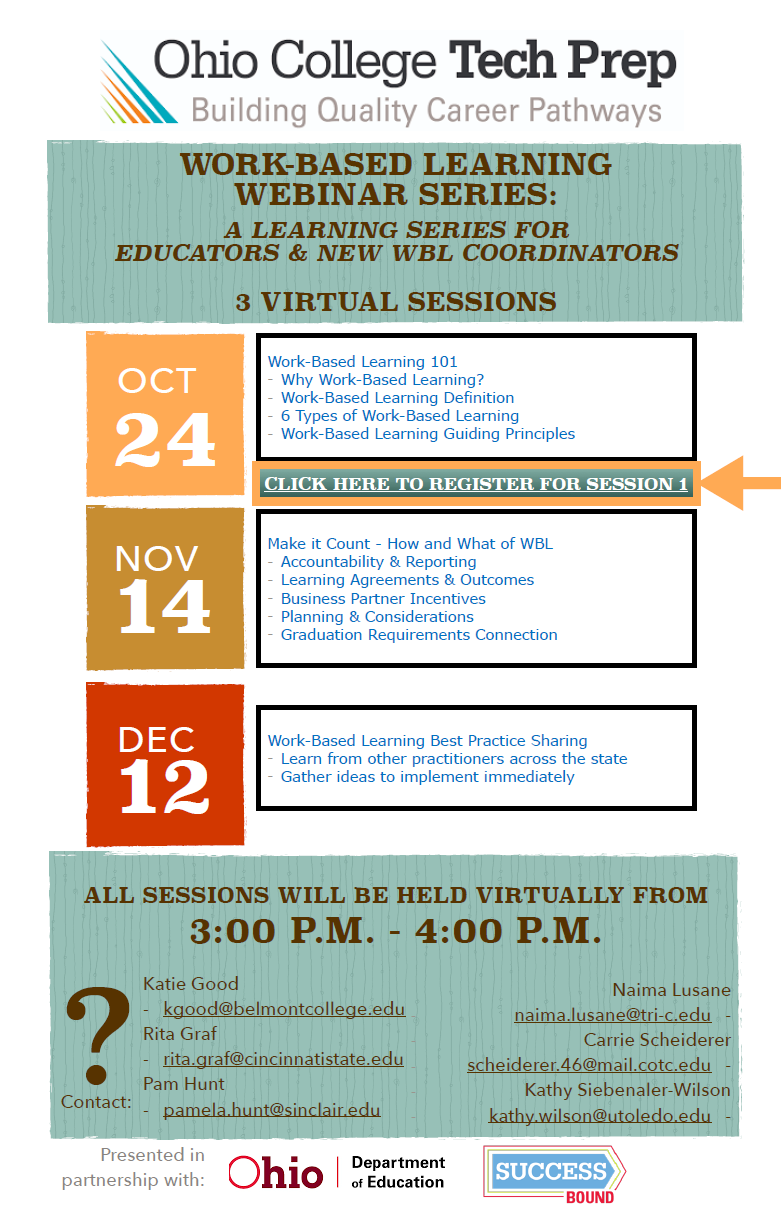 Ohio College Tech Prep
Building Quality Career Pathways
WORK-BASED LEARNING
WEBINAR SERIES:
A LEARNING SERIES FOR
EDUCATORS & NEW WBL COORDINATORS
3 VIRTUAL SESSIONS
OCT
24
Work-Based Learning 101
- Why Work-Based Learning?
- Work-Based Learning Definition
- 6 Types of Work-Based Learning
- Work-Based Learning Guiding Principles
CLICK HERE TO REGISTER FOR SESSION 1
NOV
14
Make it Count - How and What of WBL
- Accountability & Reporting
- Learning Agreements & Outcomes
- Business Partner Incentives
- Planning & Considerations
- Graduation Requirements Connection
DEC
12
Work-Based Learning Best Practice Sharing
- Learn from other practitioners across the state
- Gather ideas to implement immediately
ALL SESSIONS WILL BE HELD VIRTUALLY FROM
3:00 P.M. - 4:00 P.M.
?
Contact:
Katie Good
- kgood@belmontcollege.edu
Rita Graf
- rita.graf@cincinnatistate.edu
Pam Hunt
- pamela.hunt@sinclair.edu
Naima Lusane
naima.lusane@tri-c.edu -
Carrie Scheiderer
scheiderer.46@mail.cotc.edu -
Kathy Siebenaler-Wilson
kathy.wilson@utoledo.edu -
Presented in
partnership with:
Ohio
Department
of Education
SUCCESS
BOUND